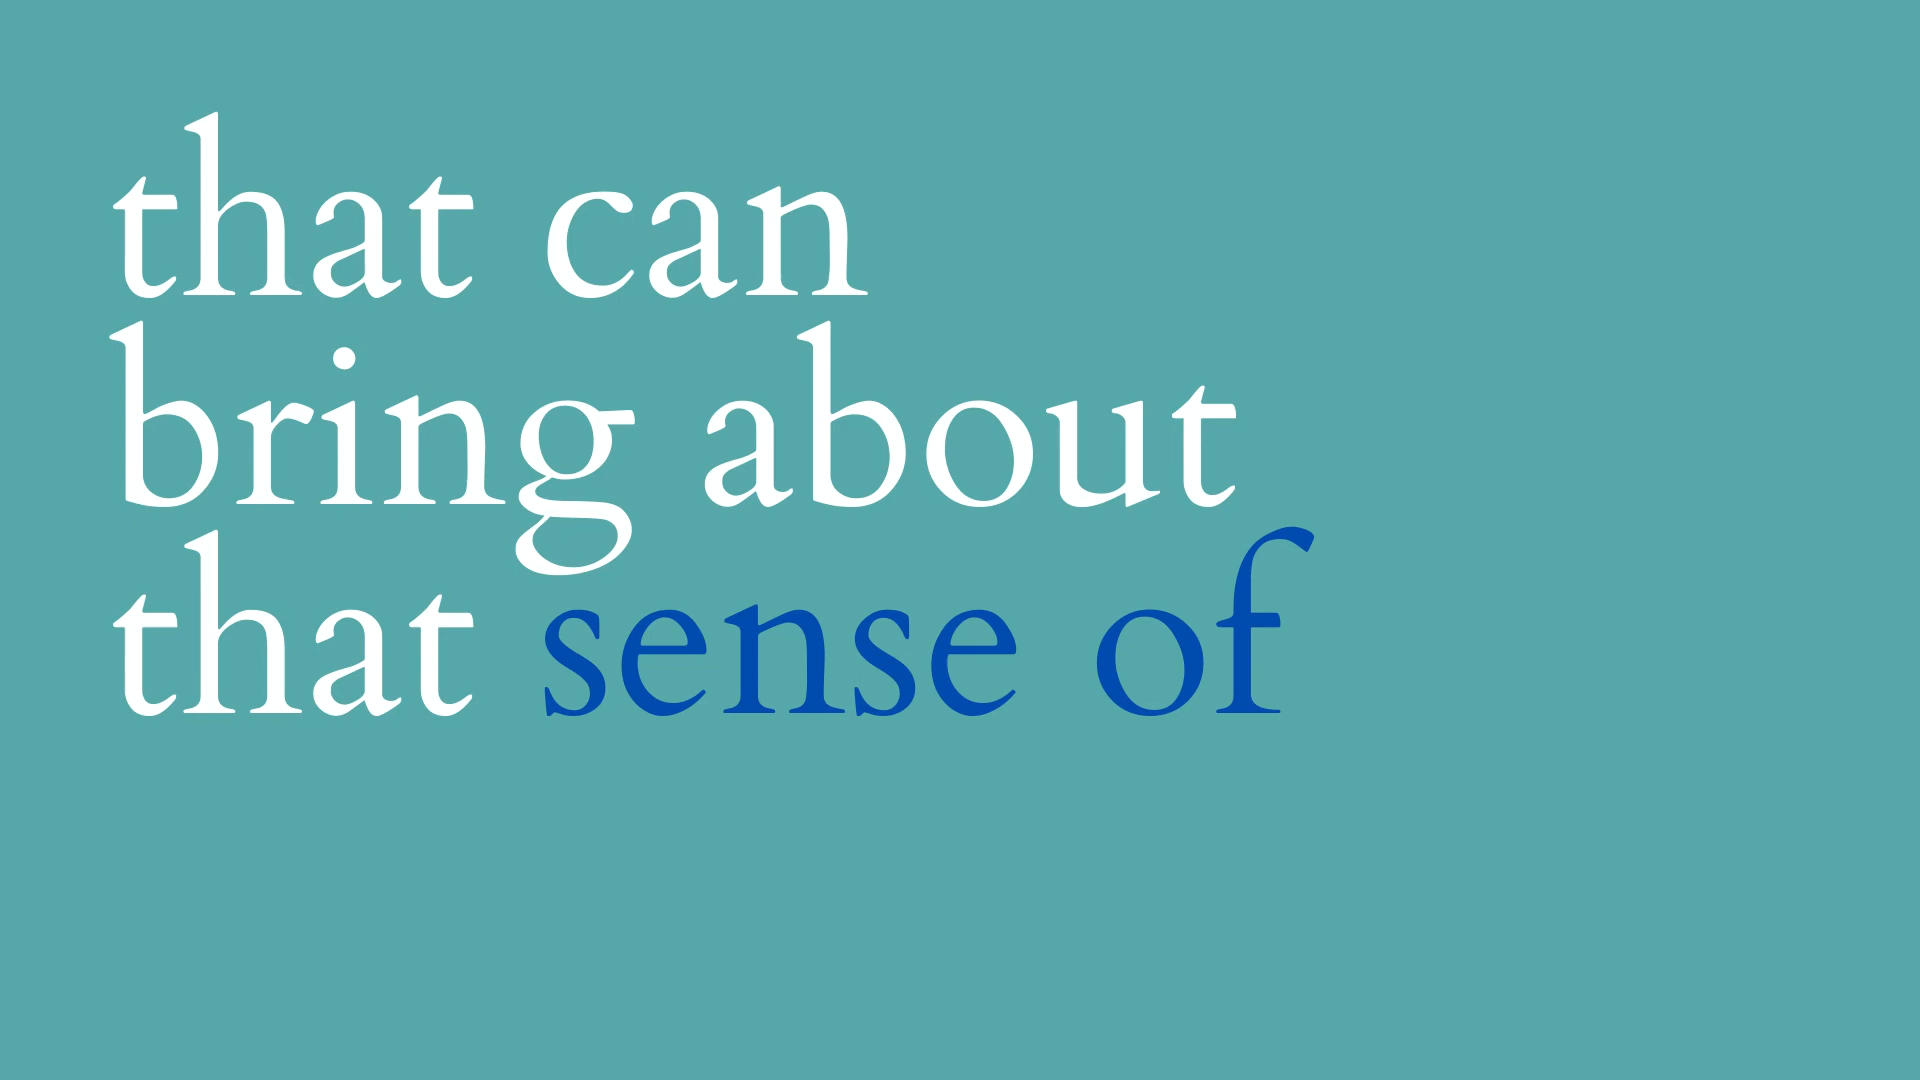 that can
bring about
that sense of